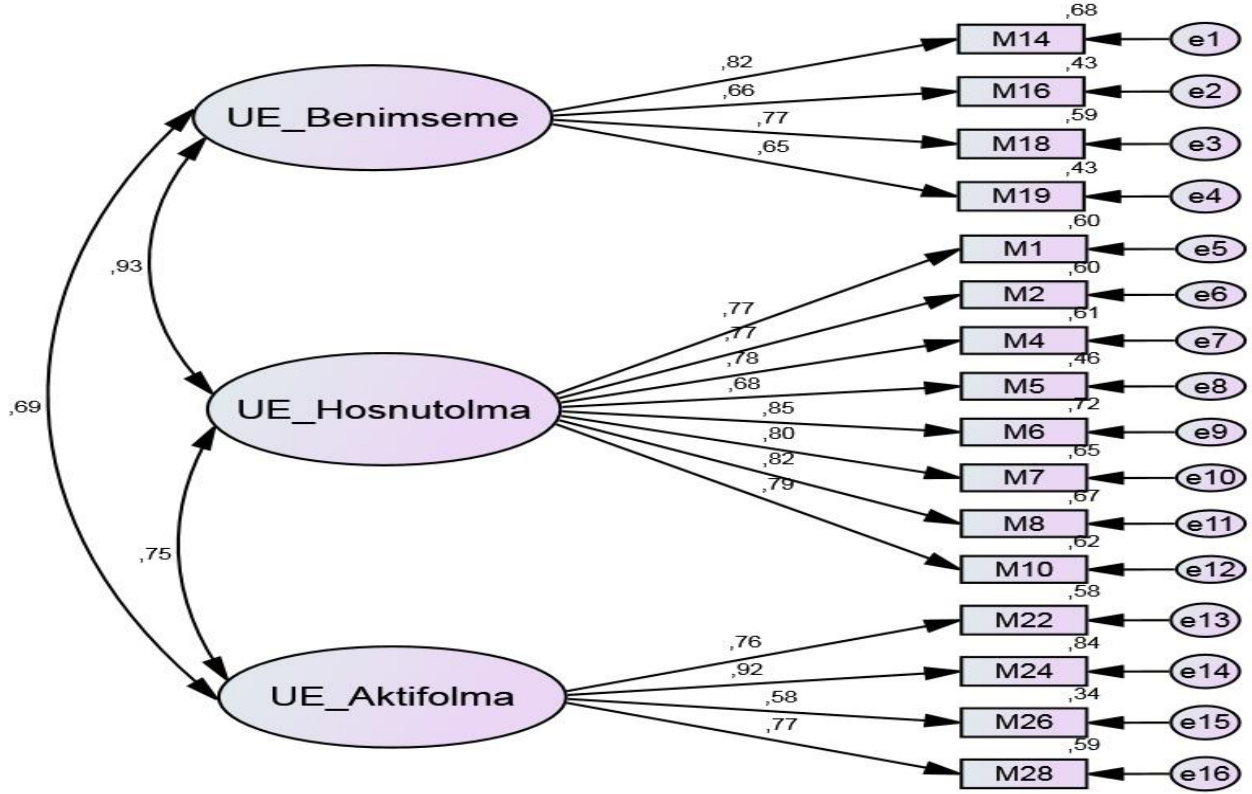 ,68
M14
e1
,82
,43
UE_Benimseme
,66
M16
e2
,77
,59
M18
e3
,65
,43
M19
e4
,60
M1
e5
,93
,60
,77
M2
e6
,77
,61
M4
e7
,78
,46
,68
M5
e8
,69
UE_Hosnutolma
,85
,72
M6
e9
,80
,65
,82
M7
e10
,79
,67
M8
e11
,75
,62
M10
e12
,58
M22
e13
,76
,84
,92
M24
e14
UE_Aktifolma
,58
,34
M26
e15
,77
,59
M28
e16